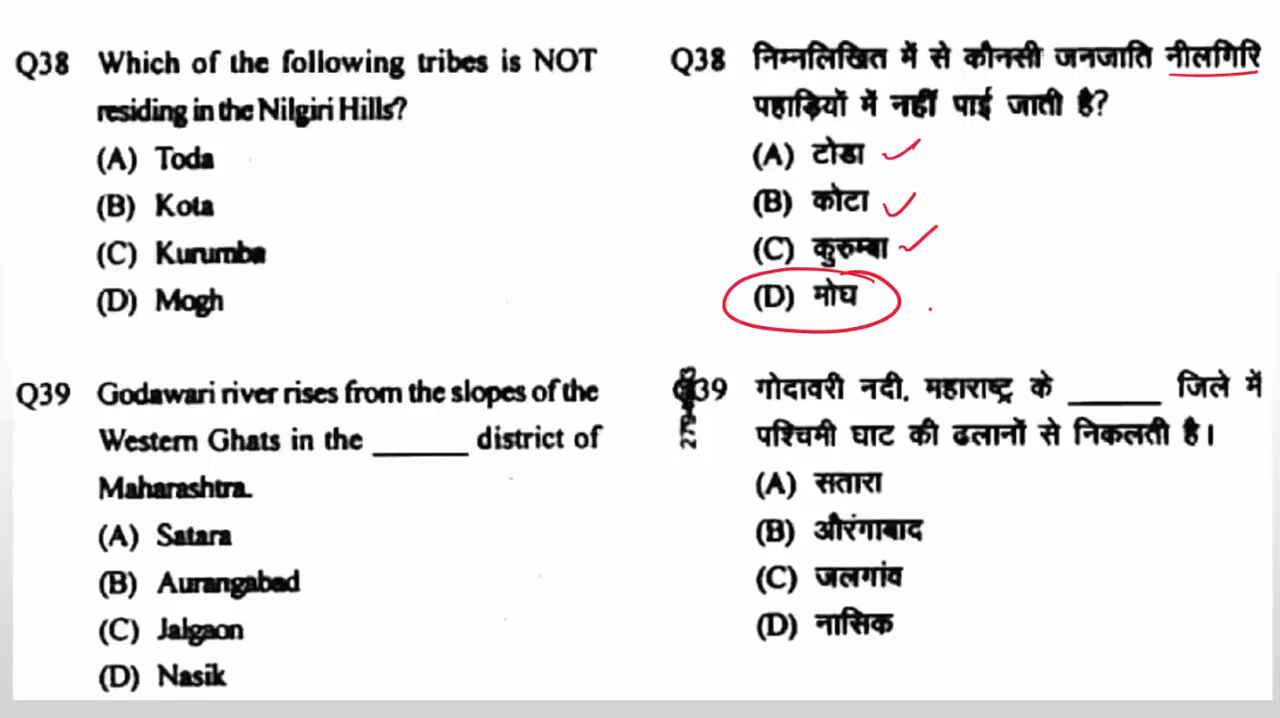 Q38 Which of the following tribes is NOT
residing in the Nilgiri Hills?
(A) Toda
(B) Kota
(C) Kurumba
(D) Mogh
Q39 Godawari river rises from the slopes of the
Western Ghats in the ______ district of
Maharashtra.
(A) Satara
(B) Aurangabad
(C) Jalgaon
(D) Nasik
Q38 निम्नलिखित में से कौनसी जनजाति नीलगिरि
पहाड़ियों में नहीं पाई जाती है?
(A) टोडा
(B) कोटा
(C) कुरुम्बा
(D) मोघ
Q39 गोदावरी नदी, महाराष्ट्र के ______ जिले में
पश्चिमी घाट की ढलानों से निकलती है।
(A) सतारा
(B) औरंगाबाद
(C) जलगांव
(D) नासिक